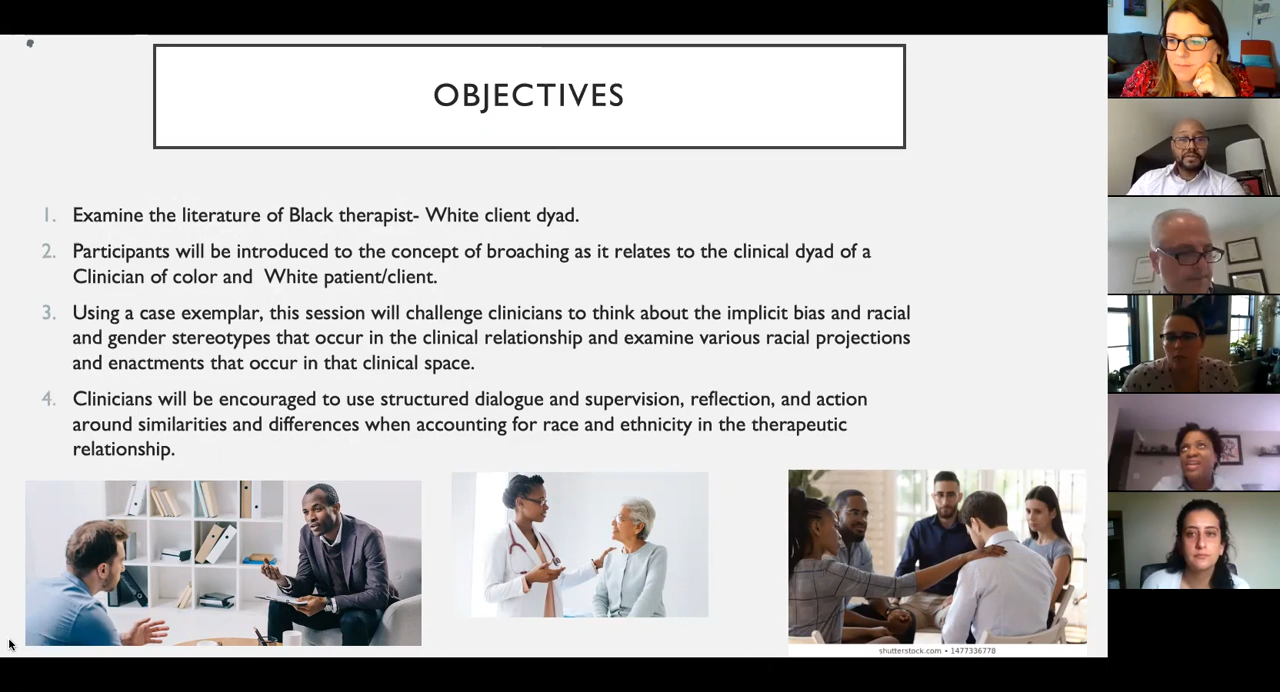 OBJECTIVES
1. Examine the literature of Black therapist- White client dyad.
2. Participants will be introduced to the concept of broaching as it relates to the clinical dyad of a
Clinician of color and  White patient/client.
3. Using a case exemplar, this session will challenge clinicians to think about the implicit bias and racial
and gender stereotypes that occur in the clinical relationship and examine various racial projections
and enactments that occur in that clinical space.
4. Clinicians will be encouraged to use structured dialogue and supervision, reflection, and action
around similarities and differences when accounting for race and ethnicity in the therapeutic
relationship.
shutterstock.com • 1477336778